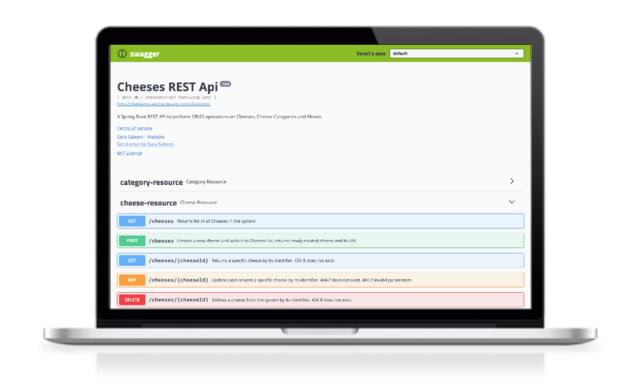 swagger
Select a spec default
Cheeses REST Api
A Spring Boot REST API to perform CRUD operations on Cheeses, Cheese Categories and Menus
Terms of service
Sara Saleem - Website
Send email to Sara Saleem
MIT License
category-resource Category Resource
cheese-resource Cheese Resource
GET /cheeses Returns list of all Cheeses in the system.
POST /cheeses Creates a new cheese and adds it to Cheeses list, returns newly created cheese and its URI.
GET /cheeses/{cheeseId} Returns a specific cheese by its identifier. 404 if does not exist.
PUT /cheeses/{cheeseId} Updates and returns a specific cheese by its identifier. 404 if does not exist. 400 if invalid parameters.
DELETE /cheeses/{cheeseId} Deletes a cheese from the system by its identifier. 404 if does not exist.